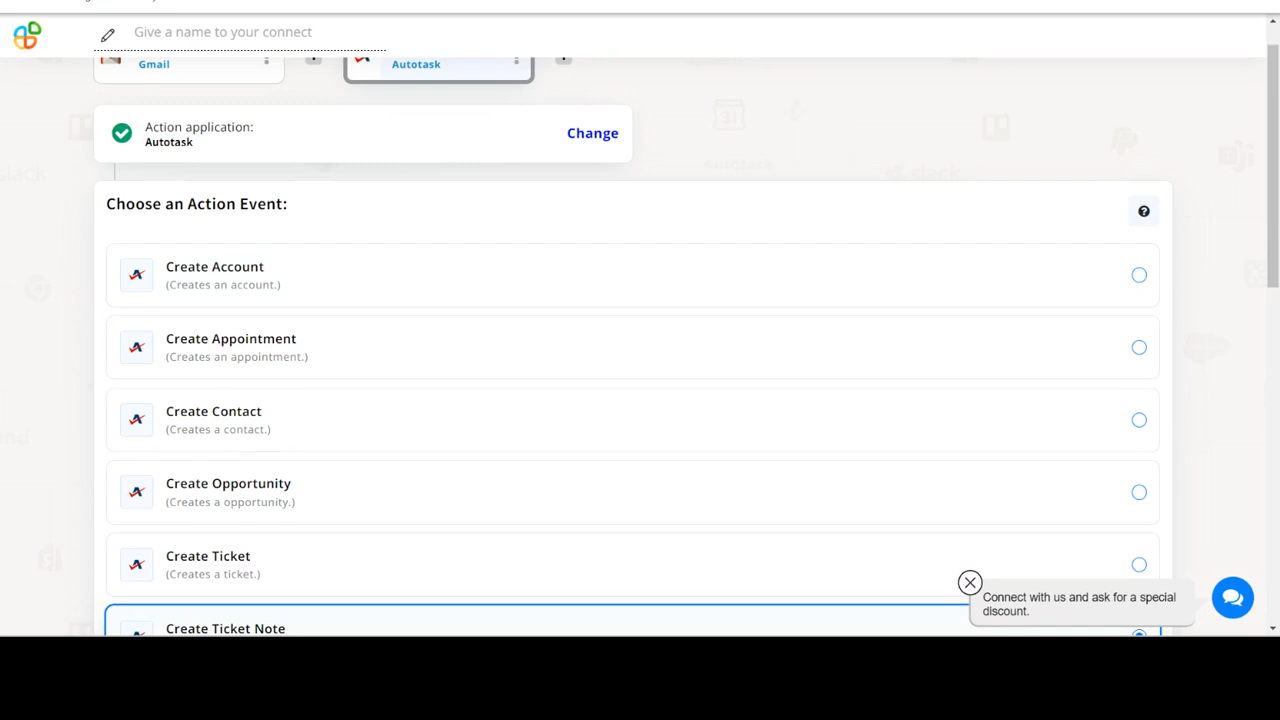 Give a name to your connect
Gmail
Autotask
Action application:
Autotask
Change
Choose an Action Event:
Create Account
(Creates an account.)
Create Appointment
(Creates an appointment.)
Create Contact
(Creates a contact.)
Create Opportunity
(Creates a opportunity.)
Create Ticket
(Creates a ticket.)
Create Ticket Note
Connect with us and ask for a special
discount.